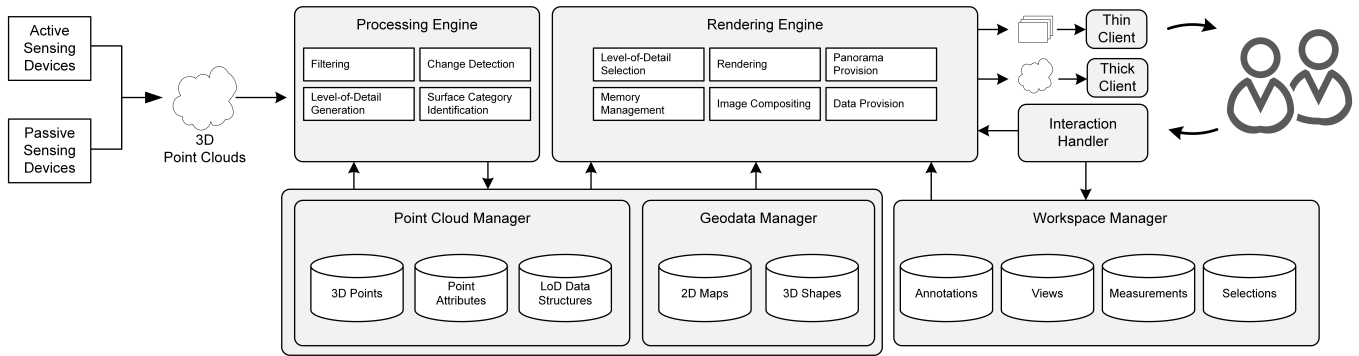 Active
Sensing
Devices
Passive
Sensing
Devices
3D
Point Clouds
Processing Engine
Filtering
Change Detection
Level-of-Detail
Generation
Surface Category
Identification
Rendering Engine
Level-of-Detail
Selection
Rendering
Panorama
Provision
Memory
Management
Image Compositing
Data Provision
Thin
Client
Thick
Client
Interaction
Handler
Point Cloud Manager
3D Points
Point
Attributes
LoD Data
Structures
Geodata Manager
2D Maps
3D Shapes
Workspace Manager
Annotations
Views
Measurements
Selections